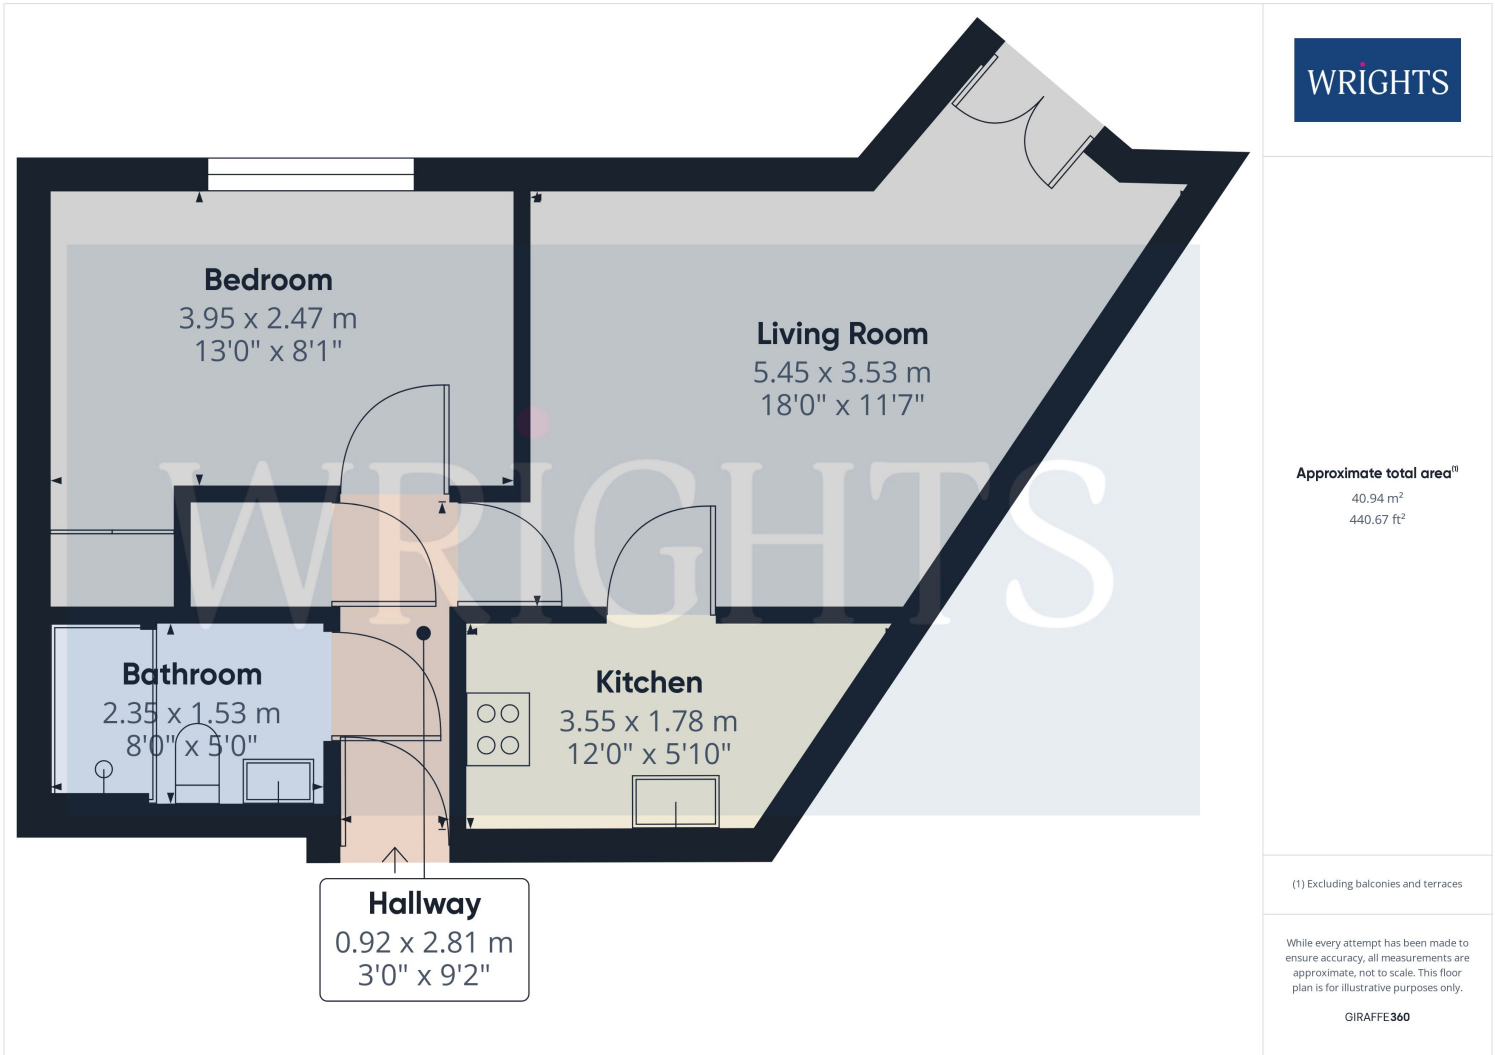 WRiGHTS
Bedroom
3.95 x 2.47 m
13'0" x 8'1"
Living Room
5.45 x 3.53 m
18'0" x 11'7"
WRiGHTS
Bathroom
2.35 x 1.53 m
8'0" x 5'0"
Kitchen
3.55 x 1.78 m
12'0" x 5'10"
Hallway
0.92 x 2.81 m
3'0" x 9'2"
Approximate total area(1)
40.94 m²
440.67 ft²
(1) Excluding balconies and terraces
While every attempt has been made to
ensure accuracy, all measurements are
approximate, not to scale. This floor
plan is for illustrative purposes only.
GIRAFFE360